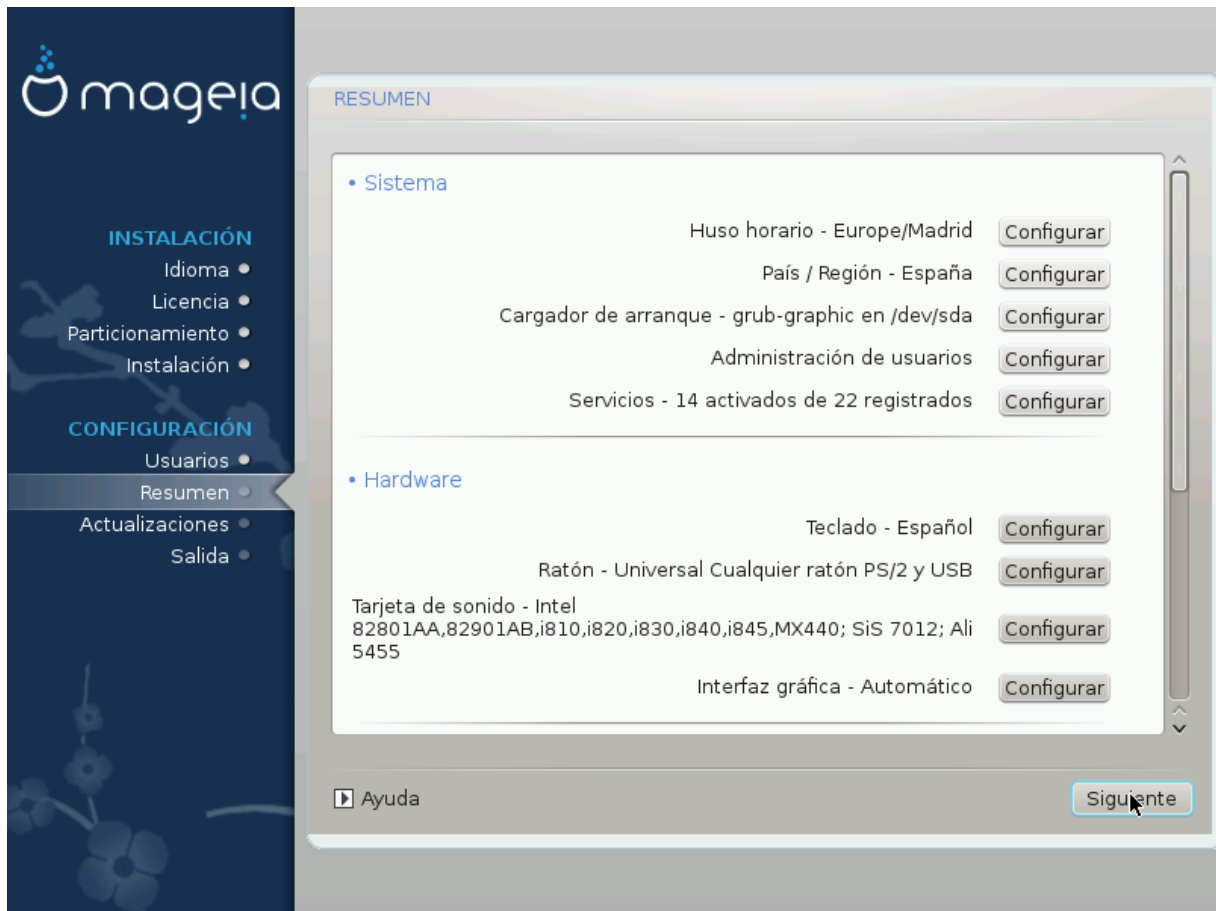 mageia
INSTALACIÓN
Idioma
Licencia
Particionamiento
Instalación
CONFIGURACIÓN
Usuarios
Resumen
Actualizaciones
Salida
RESUMEN
• Sistema
Huso horario - Europe/Madrid Configurar
País / Región - España Configurar
Cargador de arranque - grub-graphic en /dev/sda Configurar
Administración de usuarios Configurar
Servicios - 14 activados de 22 registrados Configurar
• Hardware
Teclado - Español Configurar
Ratón - Universal Cualquier ratón PS/2 y USB Configurar
Tarjeta de sonido - Intel
82801AA,82901AB,i810,i820,i830,i840,i845,MX440; SiS 7012; Ali Configurar
5455
Interfaz gráfica - Automático Configurar
Ayuda
Siguiente